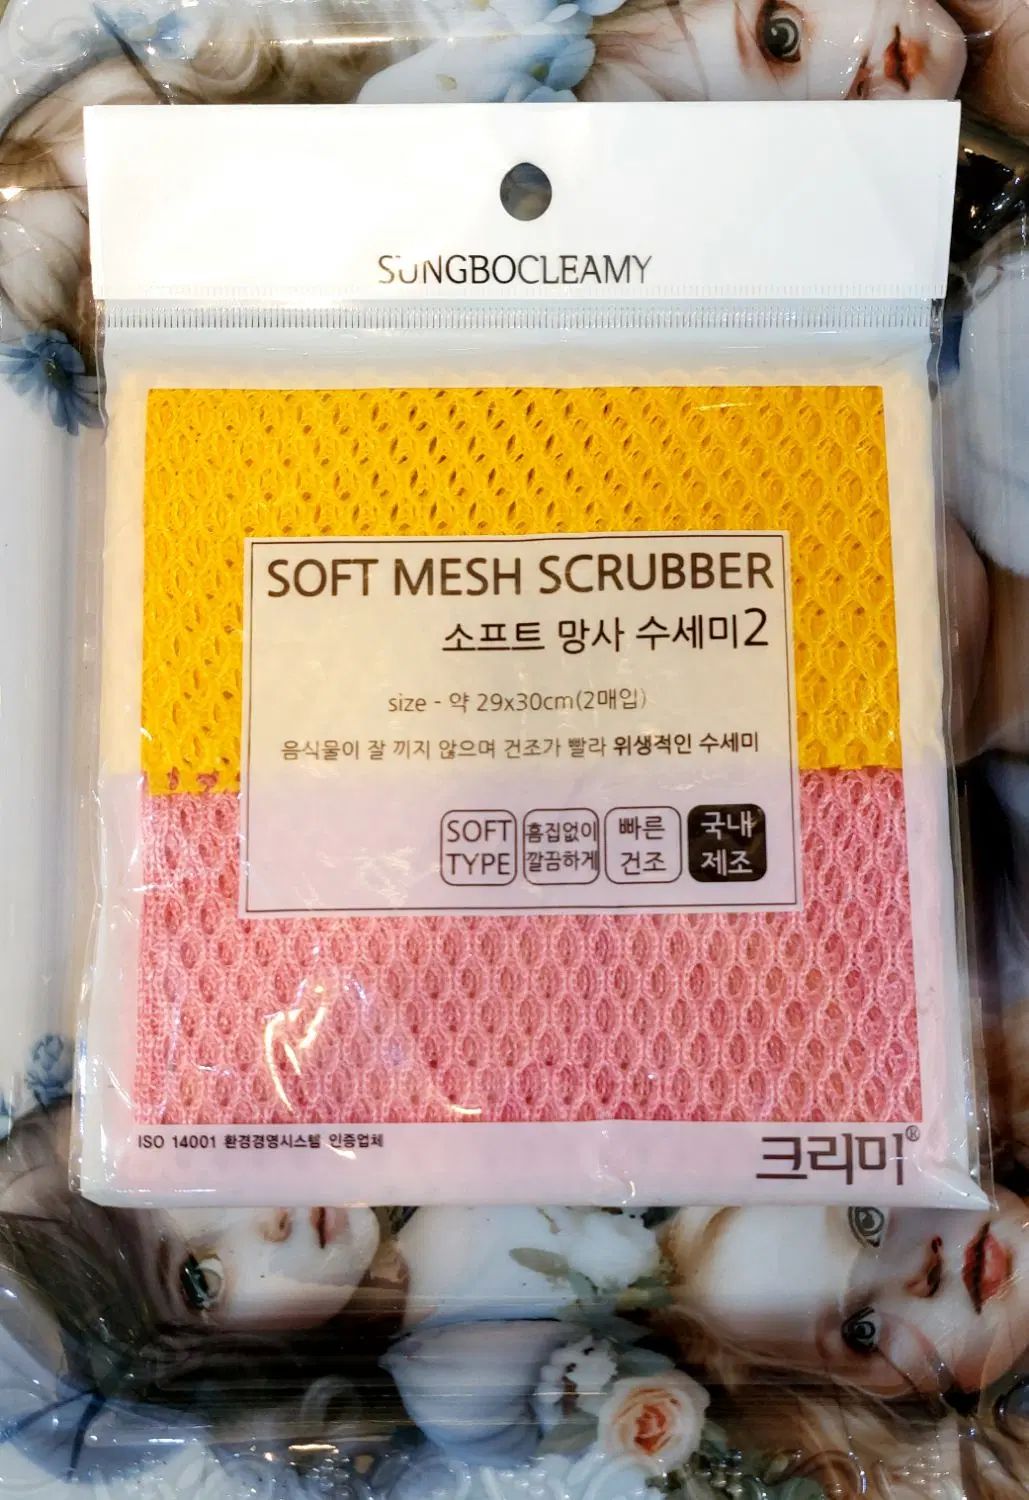 SUNGBOCLEAMY
SOFT MESH SCRUBBER
소프트 망사 수세미2
size - 약 29x30cm(2매입)
음식물이 잘 끼지 않으며 건조가 빨라 위생적인 수세미
SOFT TYPE
흠집없이 깔끔하게
빠른 건조
국내 제조
ISO 14001 환경경영시스템 인증업체
크리미®